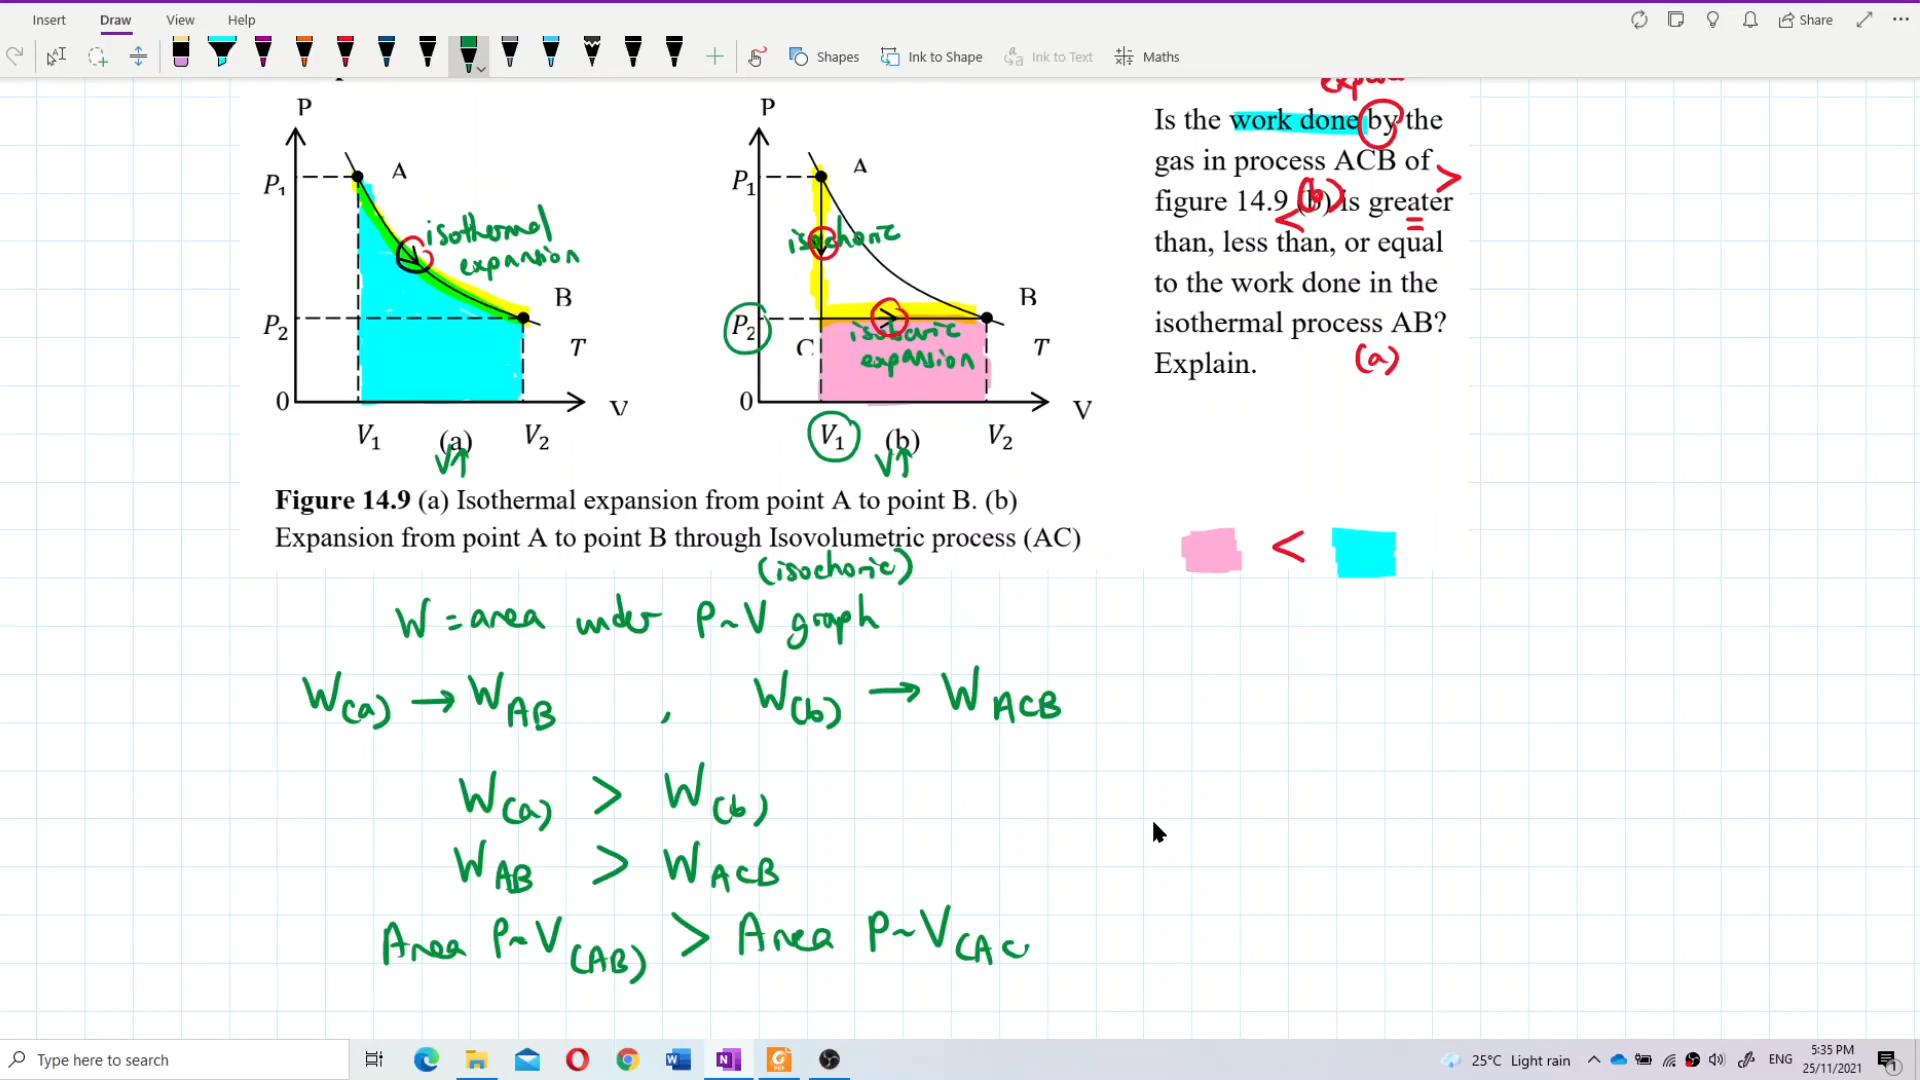 Insert Draw View Help
Share
Shapes Ink to Shape Ink to Text Maths
P
A
P₁
isothermal
expansion
B
P₂
T
0
V
V₁ (a) V₂
V↑
P
A
P₁
isochoric
B
P₂
isobaric
C
expansion
T
0
V
V₁ (b) V₂
V↑
Is the work done by the
gas in process ACB of >
(b)
figure 14.9 (b) is greater
< =
than, less than, or equal
to the work done in the
isothermal process AB?
Explain. (a)
Figure 14.9 (a) Isothermal expansion from point A to point B. (b)
Expansion from point A to point B through Isovolumetric process (AC)
(isochoric)
<
W = area under P~V graph
W(a) → WAB , W(b) → WACB
W(a) > W(b)
WAB > WACB
Area P~V(AB) > Area P~V(AC
Type here to search
25°C Light rain
ENG
5:35 PM
25/11/2021
1